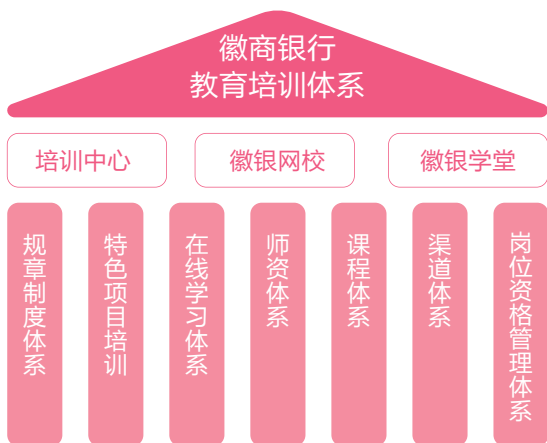 徽商银行
教育培训体系
培训中心
徽银网校
徽银学堂
规章制度体系
特色项目培训
在线学习体系
师资体系
课程体系
渠道体系
岗位资格管理体系